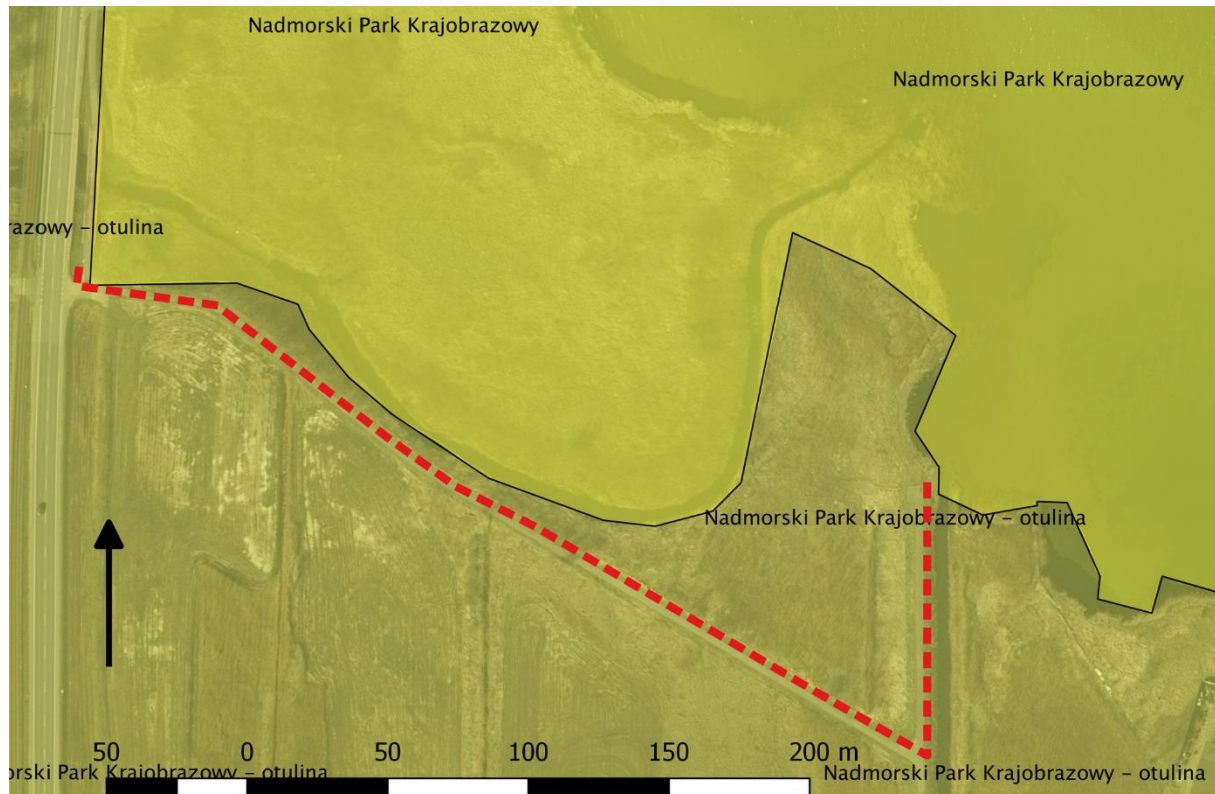 Nadmorski Park Krajobrazowy
Nadmorski Park Krajobrazowy
razowy – otulina
Nadmorski Park Krajobrazowy – otulina
50 0 50 100 150 200 m
orski Park Krajobrazowy – otulina
Nadmorski Park Krajobrazowy – otulina